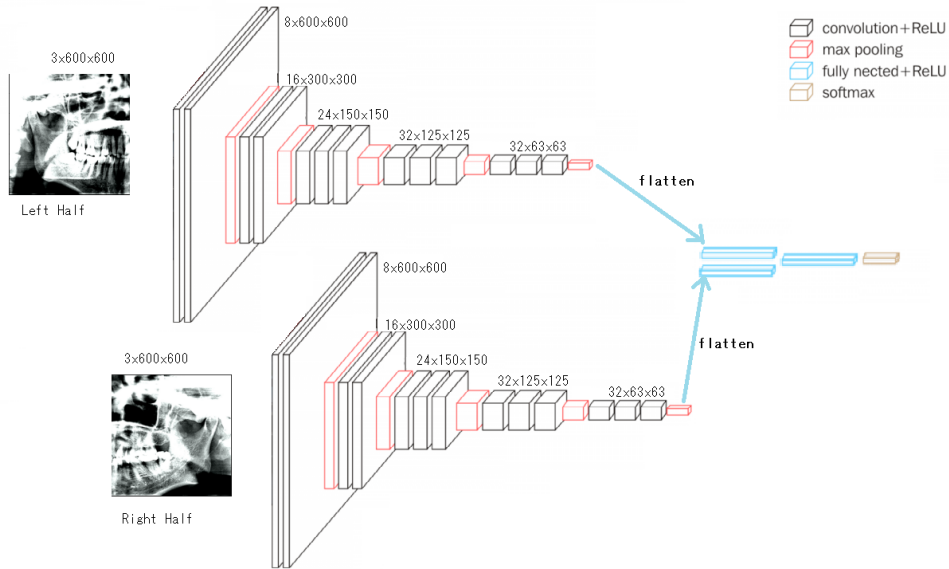 8x600x600
3x600x600
16x300x300
24x150x150
32x125x125
32x63x63
Left Half
flatten
convolution+ReLU
max pooling
fully nected+ReLU
softmax
8x600x600
3x600x600
16x300x300
24x150x150
32x125x125
32x63x63
Right Half
flatten